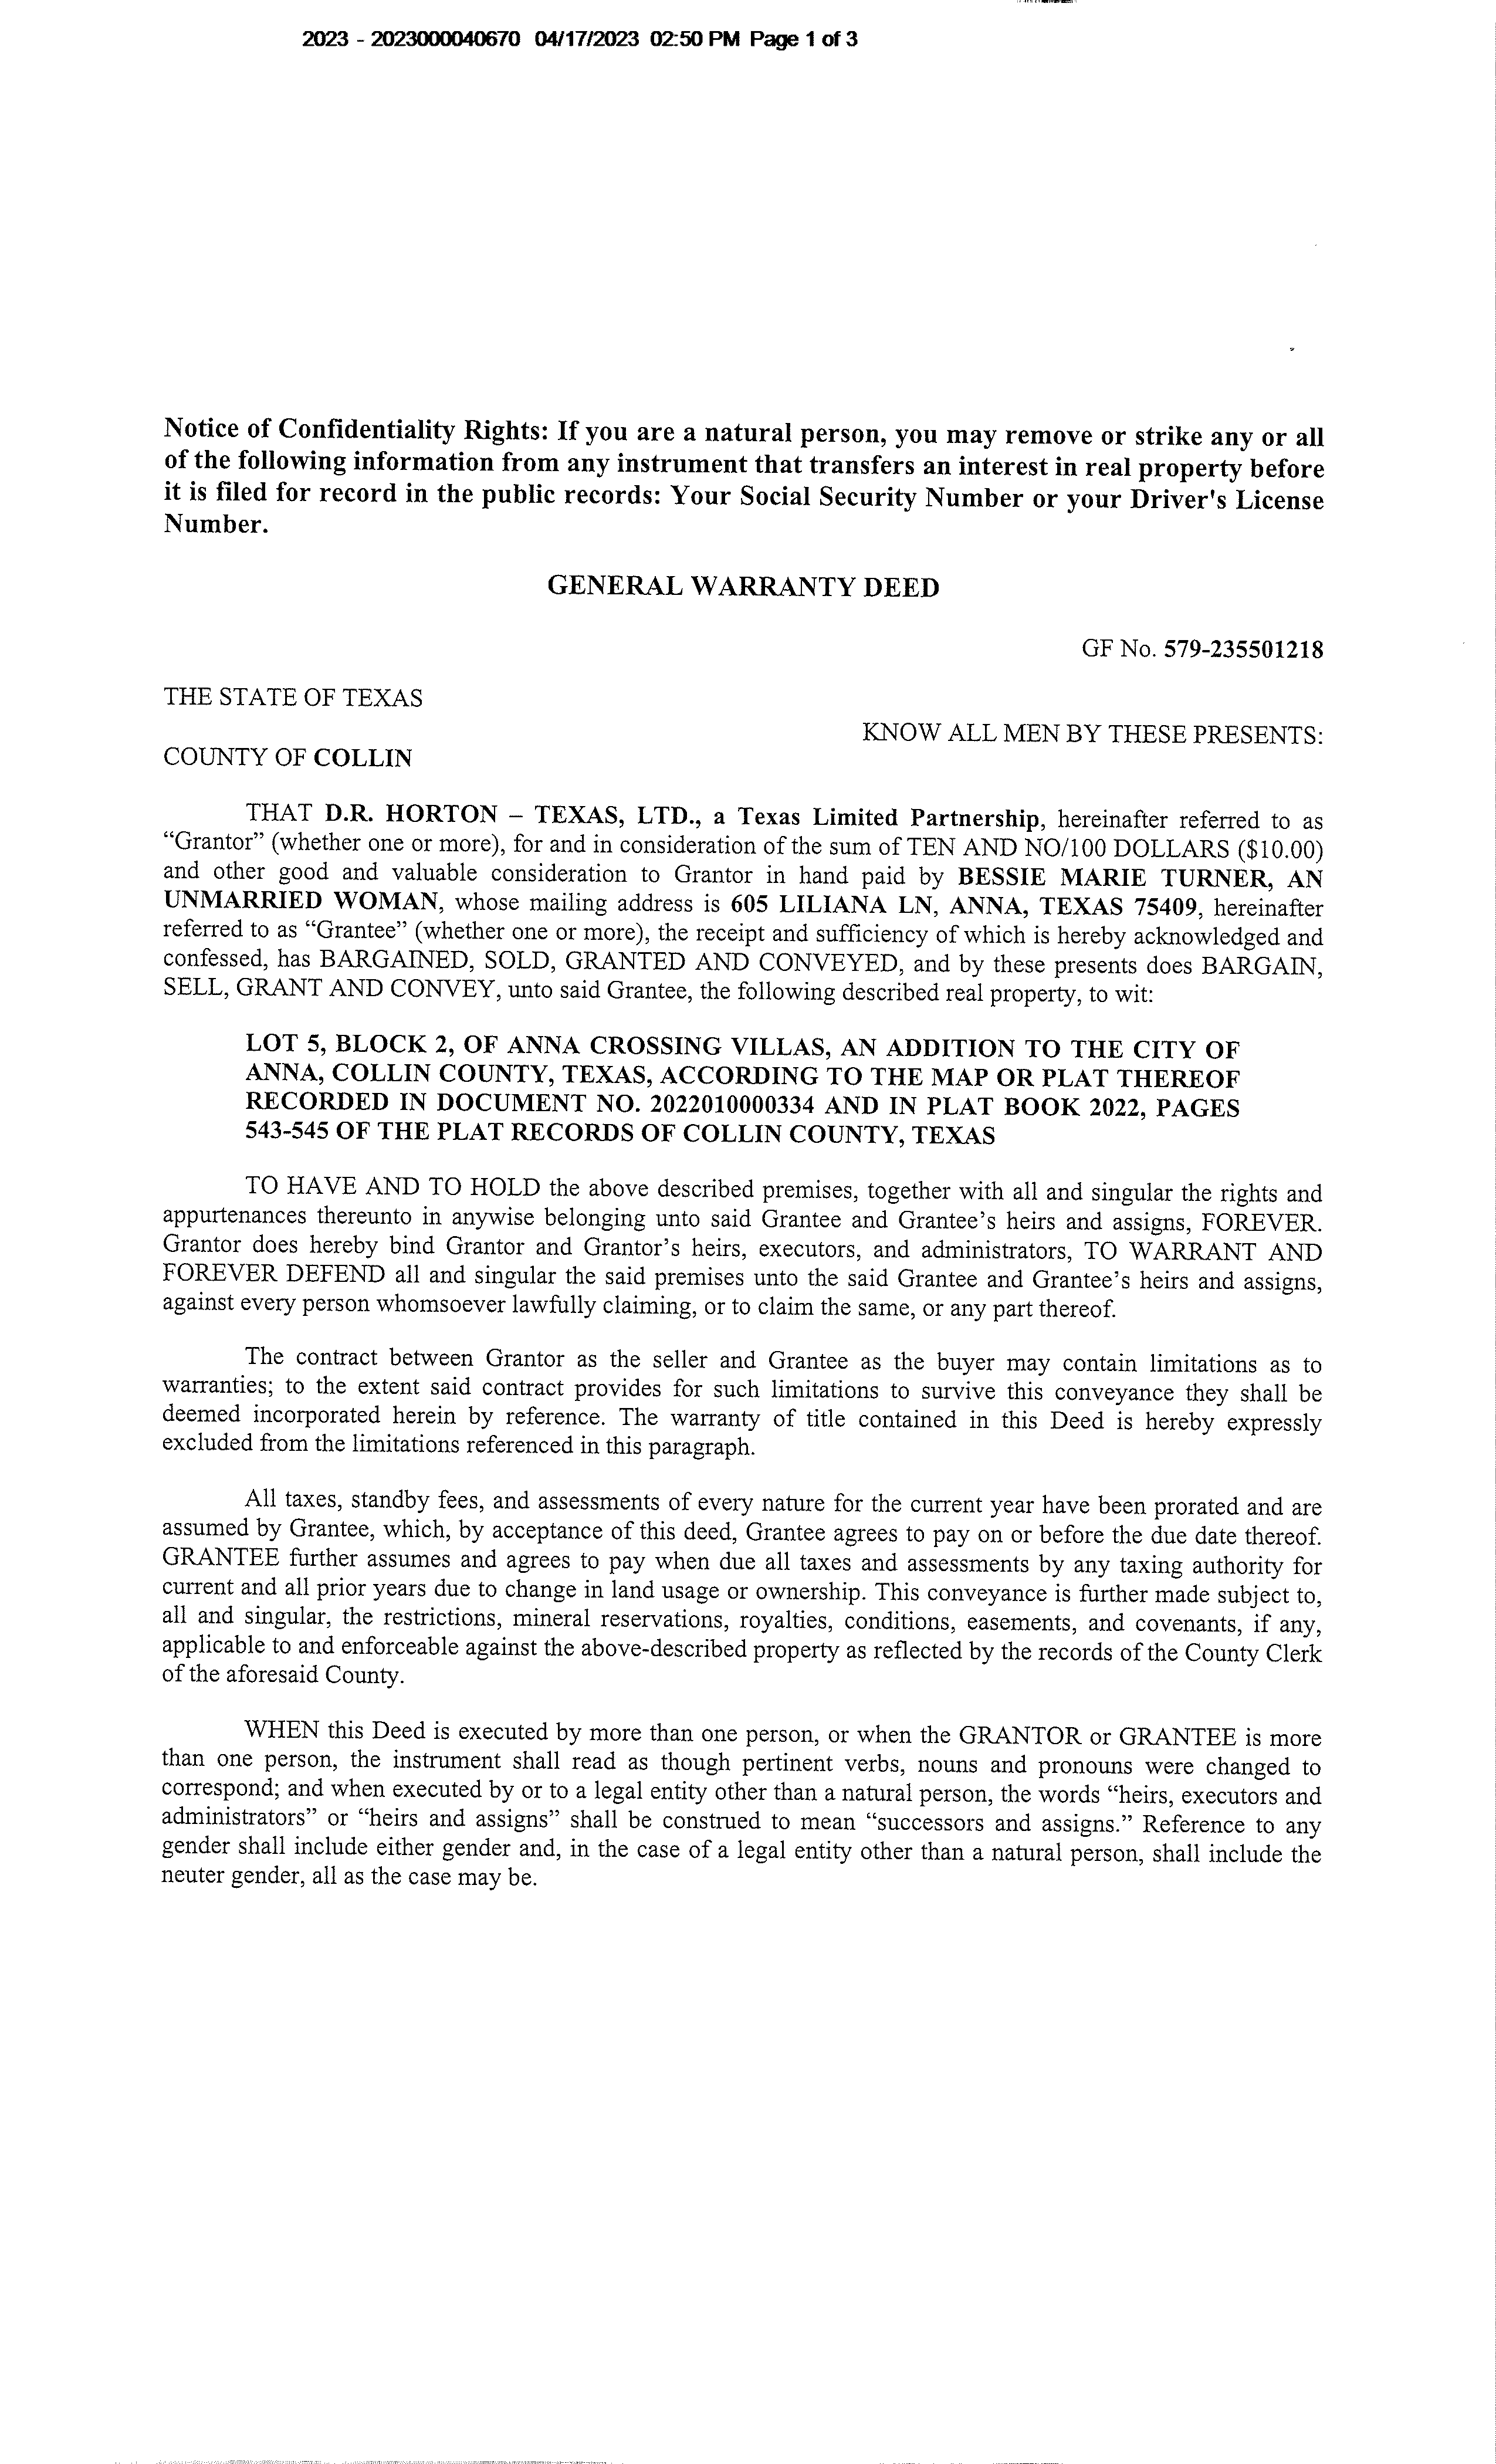 2023 - 2023000040670 04/17/2023 02:50 PM Page 1 of 3
Notice of Confidentiality Rights: If you are a natural person, you may remove or strike any or all
of the following information from any instrument that transfers an interest in real property before
it is filed for record in the public records: Your Social Security Number or your Driver's License
Number.
GENERAL WARRANTY DEED
GF No. 579-235501218
THE STATE OF TEXAS
KNOW ALL MEN BY THESE PRESENTS:
COUNTY OF COLLIN
THAT D.R. HORTON – TEXAS, LTD., a Texas Limited Partnership, hereinafter referred to as
“Grantor” (whether one or more), for and in consideration of the sum of TEN AND NO/100 DOLLARS ($10.00)
and other good and valuable consideration to Grantor in hand paid by BESSIE MARIE TURNER, AN
UNMARRIED WOMAN, whose mailing address is 605 LILIANA LN, ANNA, TEXAS 75409, hereinafter
referred to as “Grantee” (whether one or more), the receipt and sufficiency of which is hereby acknowledged and
confessed, has BARGAINED, SOLD, GRANTED AND CONVEYED, and by these presents does BARGAIN,
SELL, GRANT AND CONVEY, unto said Grantee, the following described real property, to wit:
LOT 5, BLOCK 2, OF ANNA CROSSING VILLAS, AN ADDITION TO THE CITY OF
ANNA, COLLIN COUNTY, TEXAS, ACCORDING TO THE MAP OR PLAT THEREOF
RECORDED IN DOCUMENT NO. 2022010000334 AND IN PLAT BOOK 2022, PAGES
543-545 OF THE PLAT RECORDS OF COLLIN COUNTY, TEXAS
TO HAVE AND TO HOLD the above described premises, together with all and singular the rights and
appurtenances thereunto in anywise belonging unto said Grantee and Grantee’s heirs and assigns, FOREVER.
Grantor does hereby bind Grantor and Grantor’s heirs, executors, and administrators, TO WARRANT AND
FOREVER DEFEND all and singular the said premises unto the said Grantee and Grantee’s heirs and assigns,
against every person whomsoever lawfully claiming, or to claim the same, or any part thereof.
The contract between Grantor as the seller and Grantee as the buyer may contain limitations as to
warranties; to the extent said contract provides for such limitations to survive this conveyance they shall be
deemed incorporated herein by reference. The warranty of title contained in this Deed is hereby expressly
excluded from the limitations referenced in this paragraph.
All taxes, standby fees, and assessments of every nature for the current year have been prorated and are
assumed by Grantee, which, by acceptance of this deed, Grantee agrees to pay on or before the due date thereof.
GRANTEE further assumes and agrees to pay when due all taxes and assessments by any taxing authority for
current and all prior years due to change in land usage or ownership. This conveyance is further made subject to,
all and singular, the restrictions, mineral reservations, royalties, conditions, easements, and covenants, if any,
applicable to and enforceable against the above-described property as reflected by the records of the County Clerk
of the aforesaid County.
WHEN this Deed is executed by more than one person, or when the GRANTOR or GRANTEE is more
than one person, the instrument shall read as though pertinent verbs, nouns and pronouns were changed to
correspond; and when executed by or to a legal entity other than a natural person, the words “heirs, executors and
administrators” or “heirs and assigns” shall be construed to mean “successors and assigns.” Reference to any
gender shall include either gender and, in the case of a legal entity other than a natural person, shall include the
neuter gender, all as the case may be.